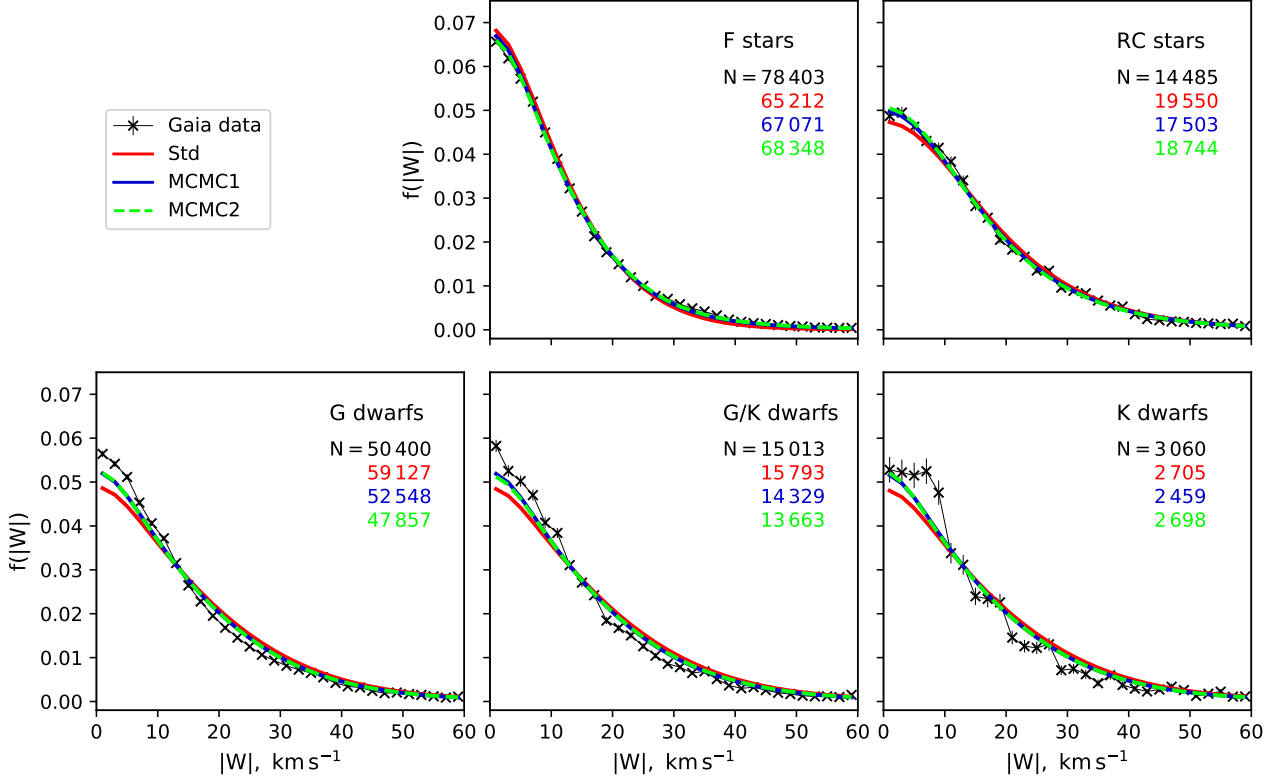 Gaia data
Std
MCMC1
MCMC2
f(|W|)
0.07
0.06
0.05
0.04
0.03
0.02
0.01
0.00
F stars
N = 78 403
65 212
67 071
68 348
RC stars
N = 14 485
19 550
17 503
18 744
f(|W|)
0.07
0.06
0.05
0.04
0.03
0.02
0.01
0.00
G dwarfs
N = 50 400
59 127
52 548
47 857
0 10 20 30 40 50 60
|W|, km s⁻¹
G/K dwarfs
N = 15 013
15 793
14 329
13 663
0 10 20 30 40 50 60
|W|, km s⁻¹
K dwarfs
N = 3 060
2 705
2 459
2 698
0 10 20 30 40 50 60
|W|, km s⁻¹